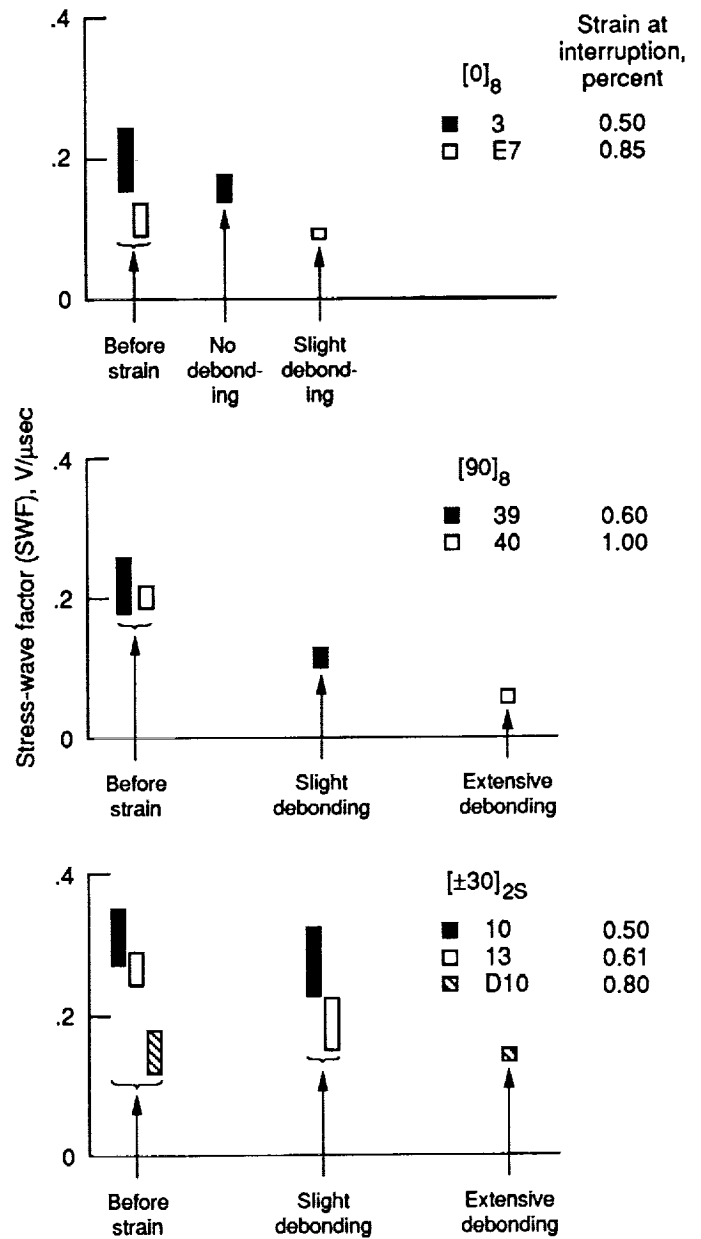 Stress-wave factor (SWF), V/μsec
.4
.2
0
Strain at
interruption,
percent
[0]8
3 0.50
E7 0.85
Before
strain
No
debond-
ing
Slight
debond-
ing
.4
.2
0
[90]8
39 0.60
40 1.00
Before
strain
Slight
debonding
Extensive
debonding
.4
.2
0
[±30]2S
10 0.50
13 0.61
D10 0.80
Before
strain
Slight
debonding
Extensive
debonding